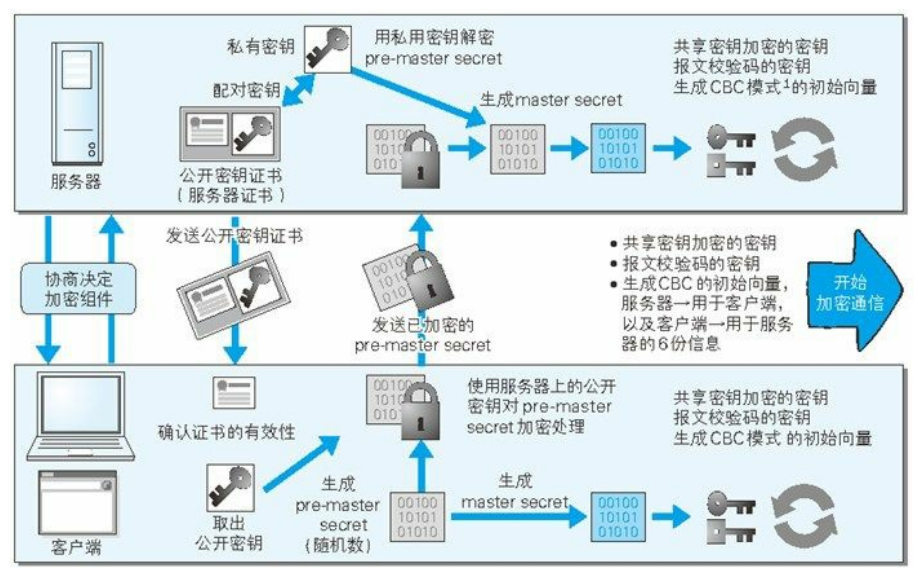 私有密钥
用私用密钥解密
pre-master secret
配对密钥
生成master secret
共享密钥加密的密钥
报文校验码的密钥
生成CBC模式1的初始向量
00100
10101
01010
00100
10101
01010
00100
10101
01010
服务器
公开密钥证书
(服务器证书)
发送公开密钥证书
协商决定
加密组件
发送已加密的
pre-master secret
• 共享密钥加密的密钥
• 报文校验码的密钥
• 生成CBC 的初始向量,
服务器→用于客户端,
以及客户端→用于服务
器的6份信息
开始
加密通信
确认证书的有效性
使用服务器上的公开
密钥对 pre-master
secret加密处理
共享密钥加密的密钥
报文校验码的密钥
生成CBC模式 的初始向量
取出
公开密钥
生成
pre-master
secret
(随机数)
00100
10101
01010
生成
master secret
00100
10101
01010
客户端